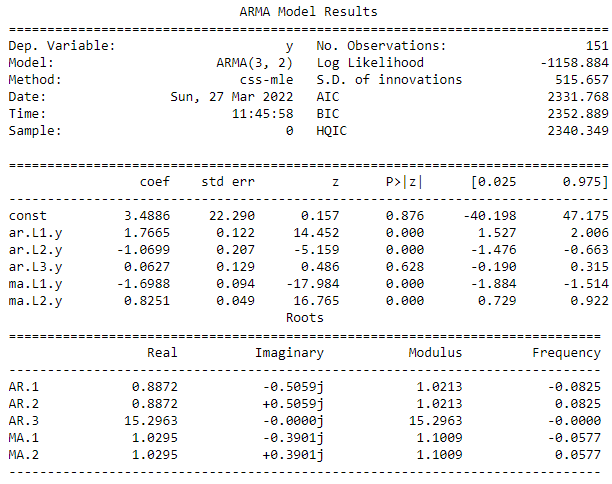 ARMA Model Results
==============================================================================
Dep. Variable: y No. Observations: 151
Model: ARMA(3, 2) Log Likelihood -1158.884
Method: css-mle S.D. of innovations 515.657
Date: Sun, 27 Mar 2022 AIC 2331.768
Time: 11:45:58 BIC 2352.889
Sample: 0 HQIC 2340.349
==============================================================================
coef std err z P>|z| [0.025 0.975]
------------------------------------------------------------------------------
const 3.4886 22.290 0.157 0.876 -40.198 47.175
ar.L1.y 1.7665 0.122 14.452 0.000 1.527 2.006
ar.L2.y -1.0699 0.207 -5.159 0.000 -1.476 -0.663
ar.L3.y 0.0627 0.129 0.486 0.628 -0.190 0.315
ma.L1.y -1.6988 0.094 -17.984 0.000 -1.884 -1.514
ma.L2.y 0.8251 0.049 16.765 0.000 0.729 0.922
Roots
=============================================================================
Real Imaginary Modulus Frequency
-----------------------------------------------------------------------------
AR.1 0.8872 -0.5059j 1.0213 -0.0825
AR.2 0.8872 +0.5059j 1.0213 0.0825
AR.3 15.2963 -0.0000j 15.2963 -0.0000
MA.1 1.0295 -0.3901j 1.1009 -0.0577
MA.2 1.0295 +0.3901j 1.1009 0.0577
-----------------------------------------------------------------------------